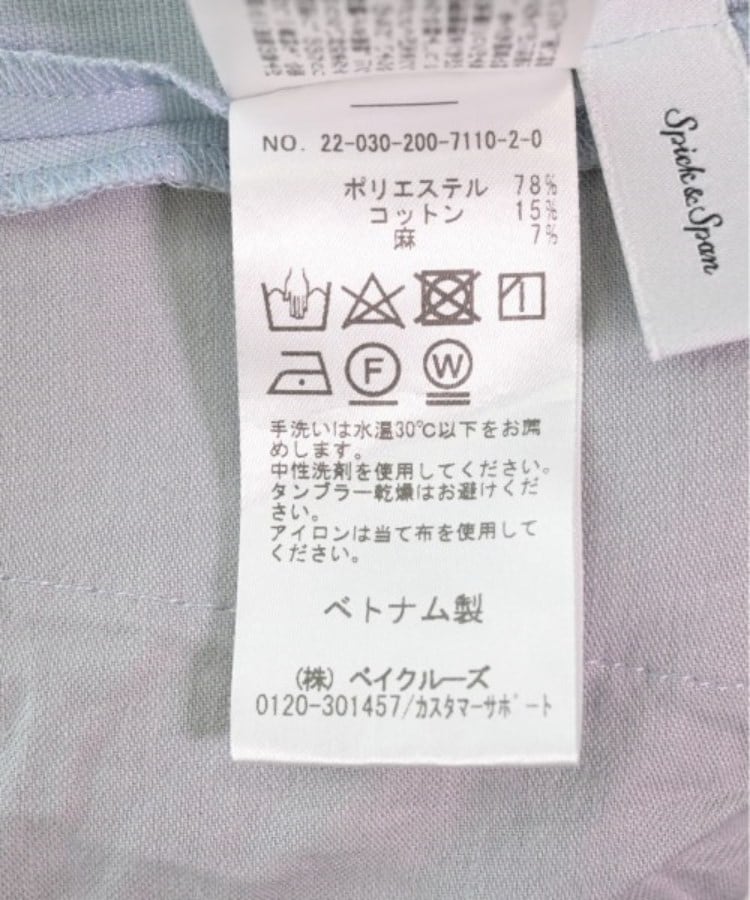 NO. 22-030-200-7110-2-0
ポリエステル 78%
コットン 15%
麻 7%
F
W
手洗いは水温30℃以下をお薦
めします。
中性洗剤を使用してください。
タンブラー乾燥はお避けくだ
さい。
アイロンは当て布を使用して
ください。
ベトナム製
(株) ベイクルーズ
0120-301457/カスタマーサポート
Spick&Span